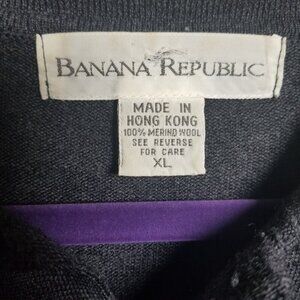 BANANA REPUBLIC
MADE IN
HONG KONG
100% MERINO WOOL
SEE REVERSE
FOR CARE
XL